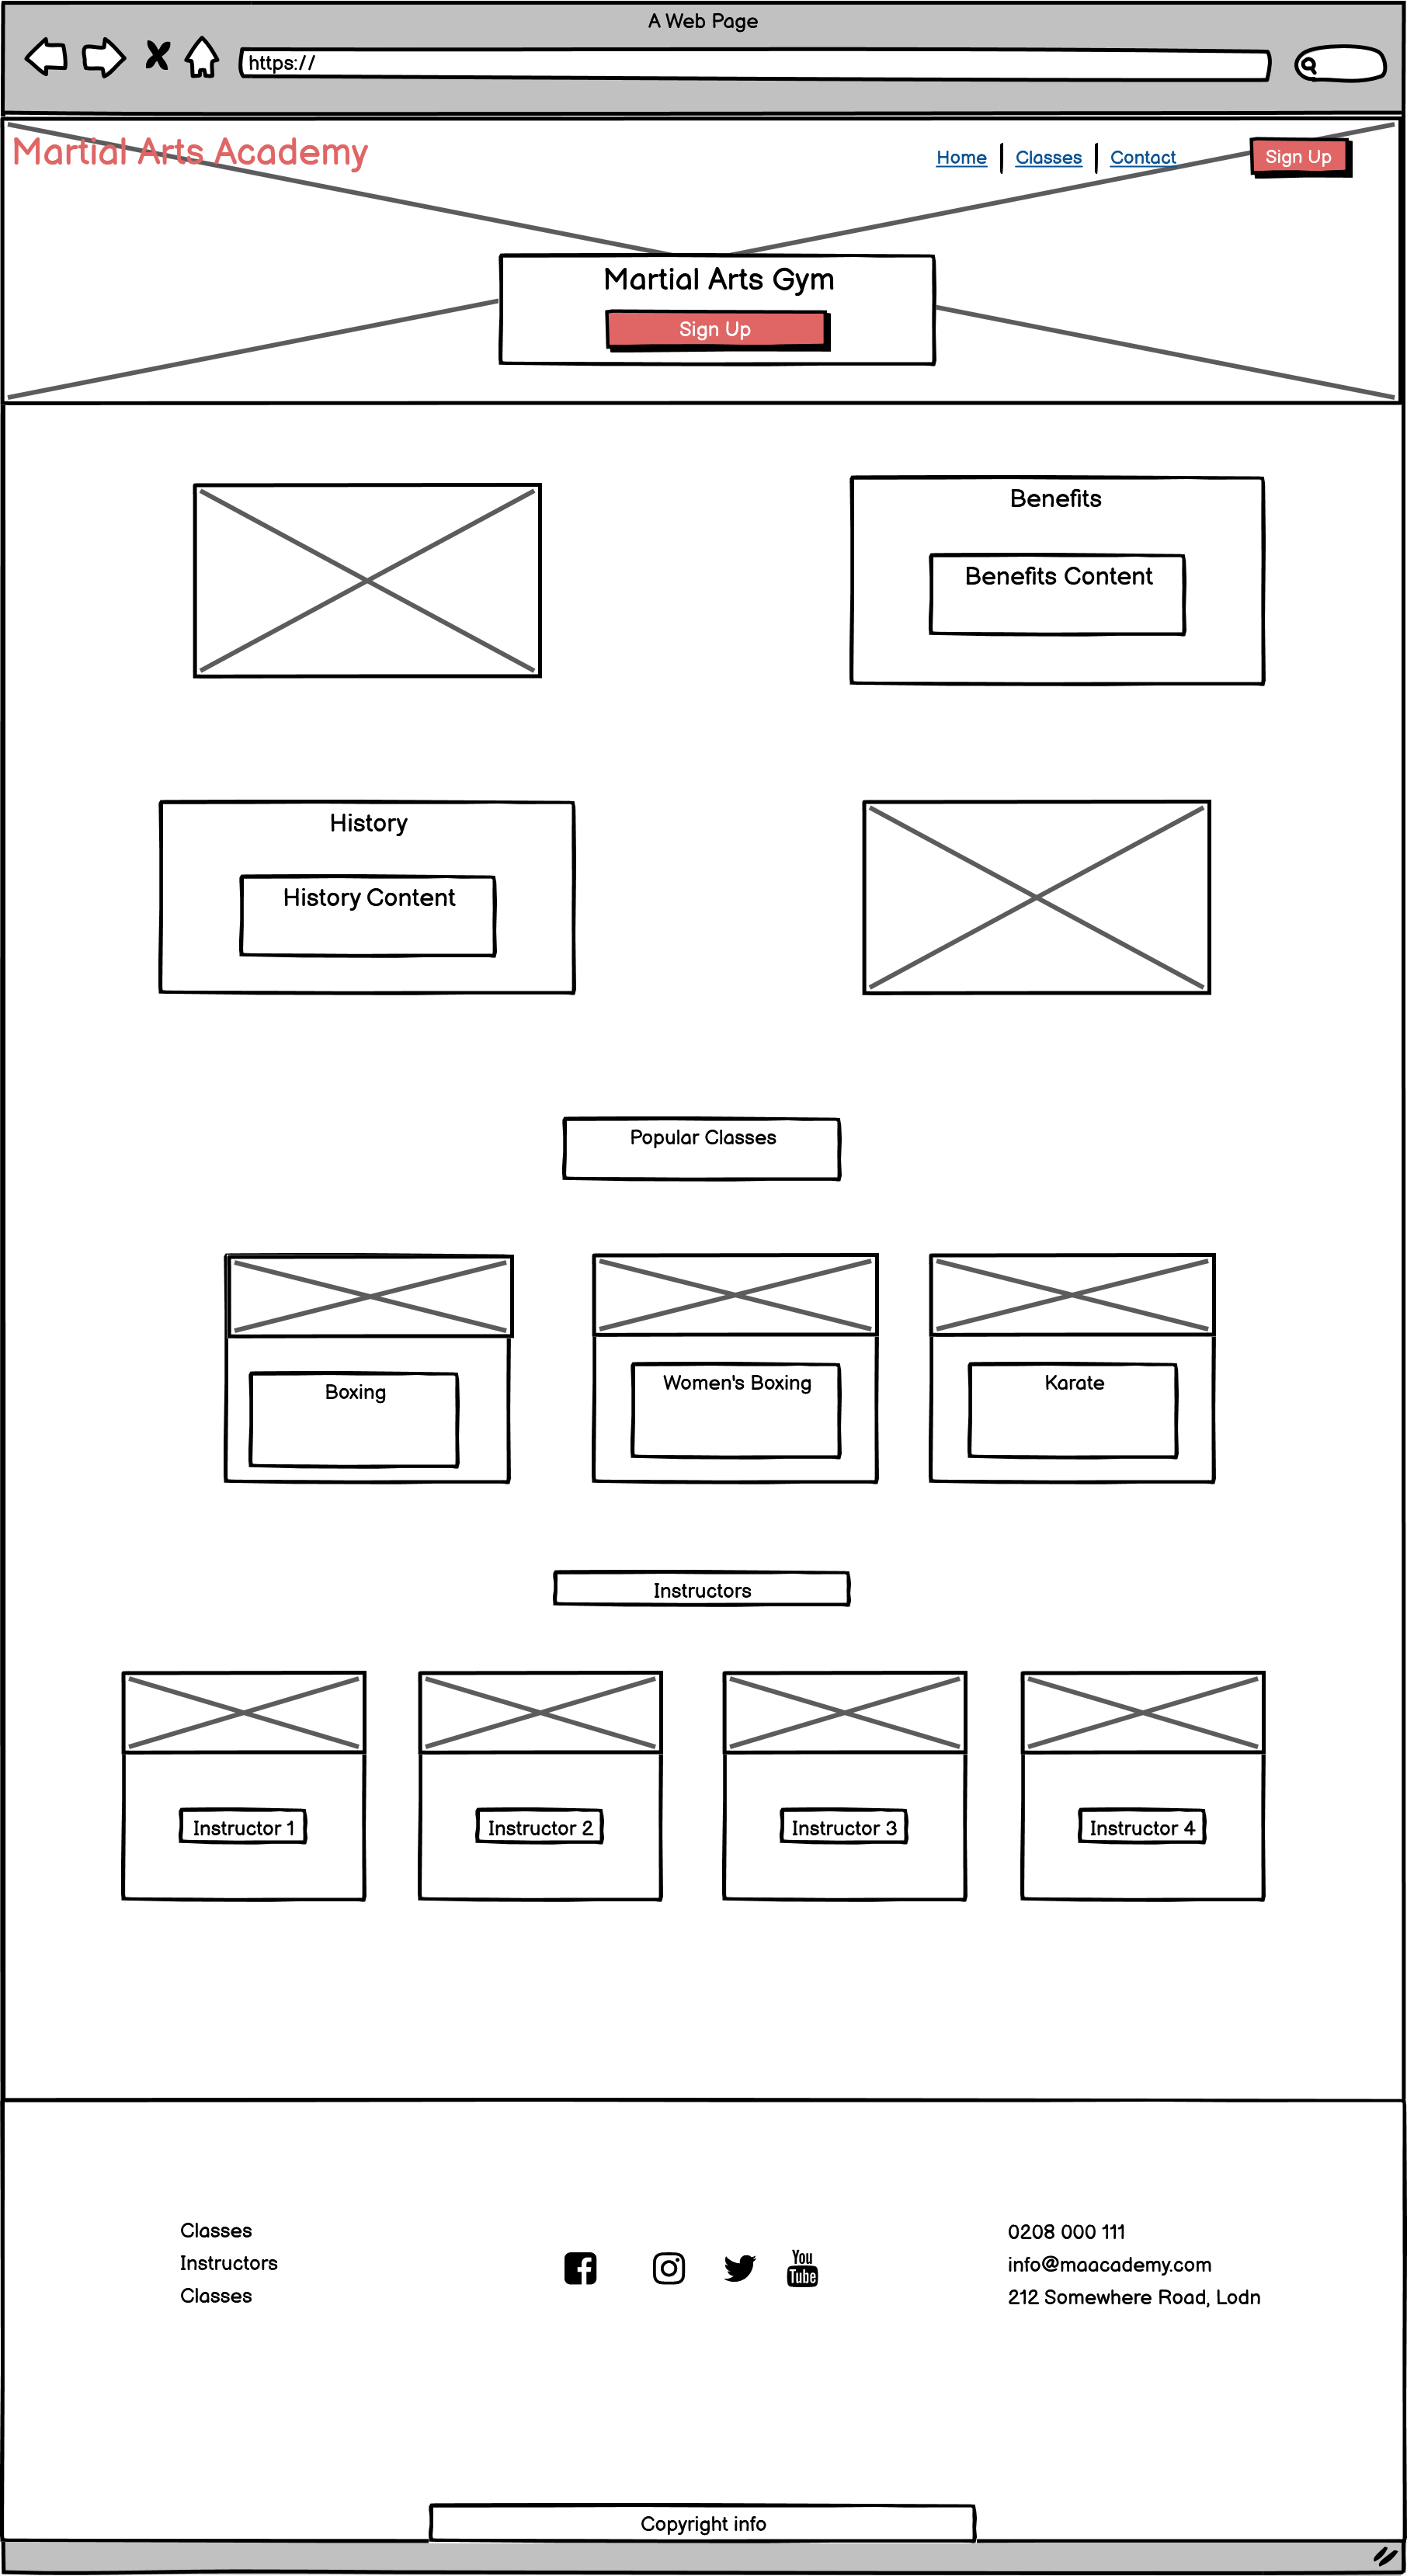 A Web Page
https://
Martial Arts Academy
Home
Classes
Contact
Sign Up
Martial Arts Gym
Sign Up
Benefits
Benefits Content
History
History Content
Popular Classes
Boxing
Women's Boxing
Karate
Instructors
Instructor 1
Instructor 2
Instructor 3
Instructor 4
Classes
Instructors
Classes
You
Tube
0208 000 111
info@maacademy.com
212 Somewhere Road, Lodn
Copyright info